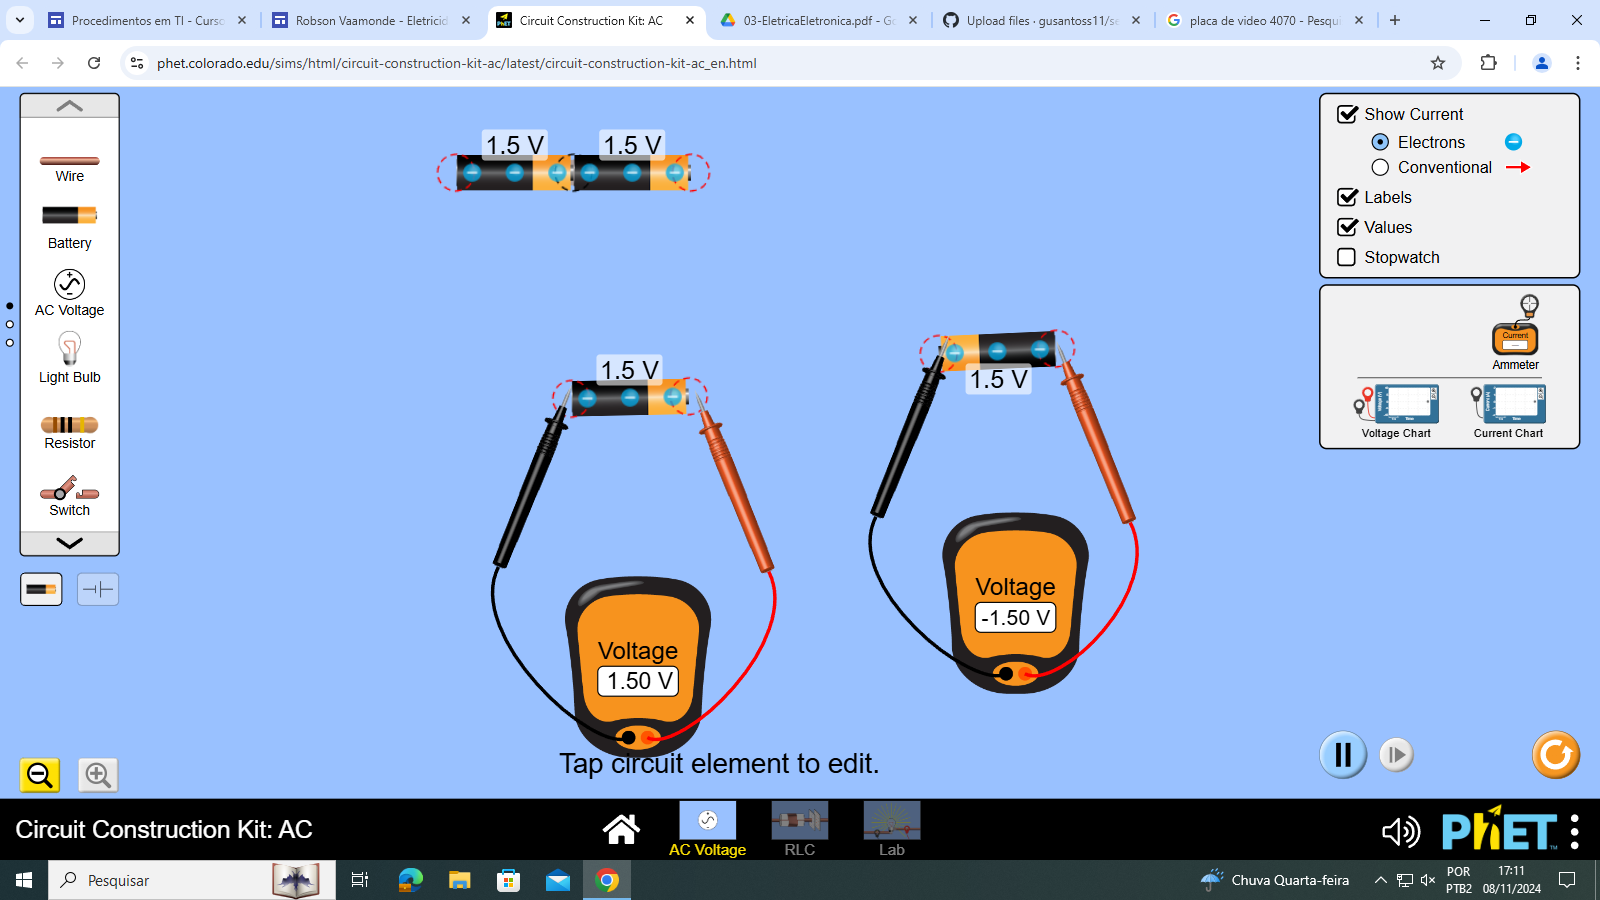 Procedimentos em TI - Curso
Robson Vaamonde - Eletricid
Circuit Construction Kit: AC
03-EletricaEletronica.pdf - Go
Upload files · gusantoss11/se
placa de video 4070 - Pesqui
phet.colorado.edu/sims/html/circuit-construction-kit-ac/latest/circuit-construction-kit-ac_en.html
Wire
Battery
AC Voltage
Light Bulb
Resistor
Switch
1.5 V
1.5 V
1.5 V
Voltage
1.50 V
1.5 V
Voltage
-1.50 V
Tap circuit element to edit.
Show Current
Electrons
Conventional
Labels
Values
Stopwatch
Current
Ammeter
Voltage Chart
Current Chart
Circuit Construction Kit: AC
AC Voltage
RLC
Lab
PhET
Pesquisar
Chuva Quarta-feira
POR
PTB2
17:11
08/11/2024